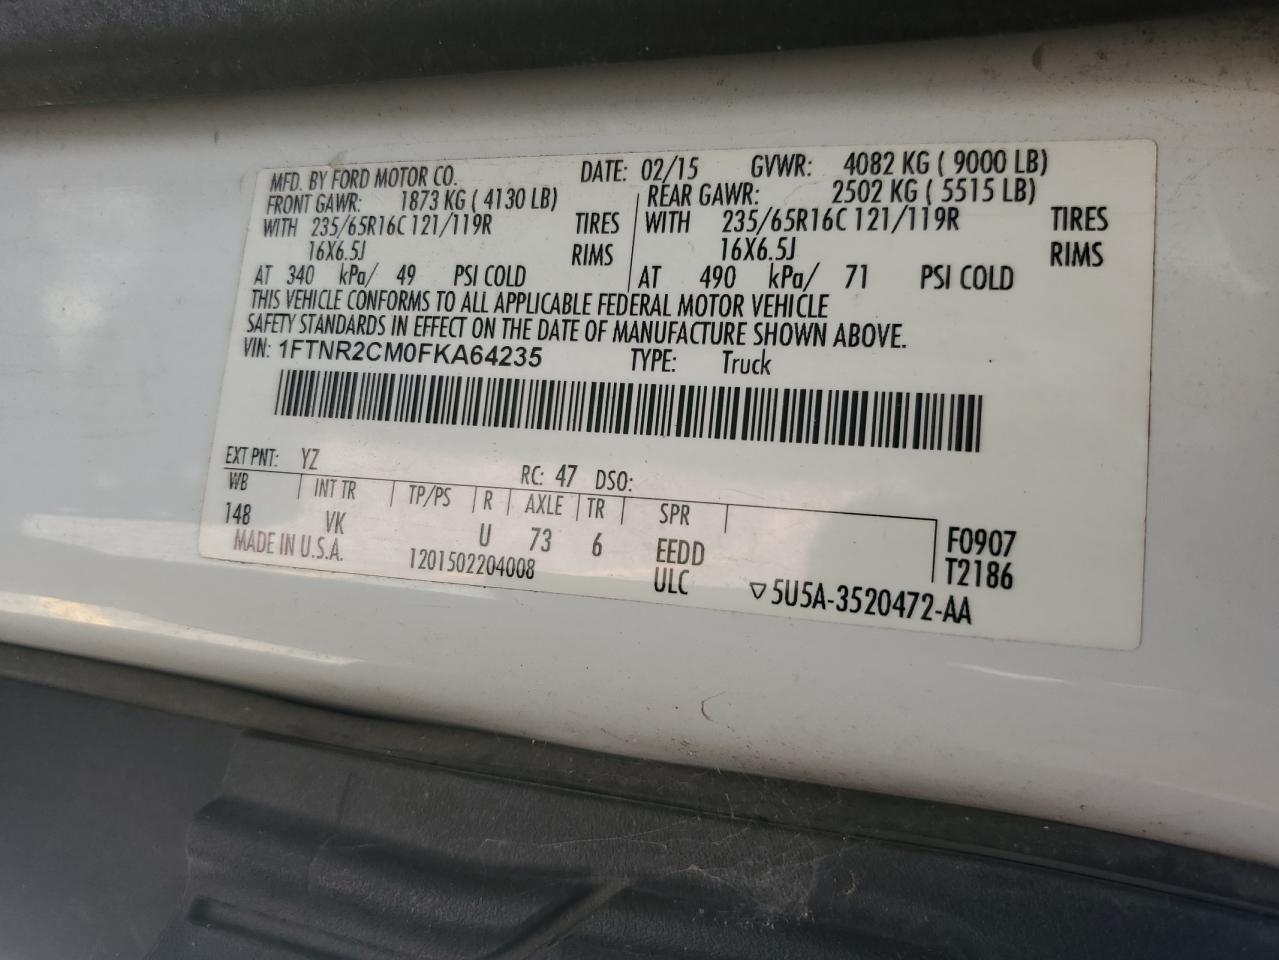 MFD. BY FORD MOTOR CO. DATE: 02/15 GVWR: 4082 KG ( 9000 LB)
FRONT GAWR: 1873 KG ( 4130 LB) REAR GAWR: 2502 KG ( 5515 LB)
WITH 235/65R16C 121/119R TIRES WITH 235/65R16C 121/119R TIRES
16X6.5J RIMS 16X6.5J RIMS
AT 340 kPa/ 49 PSI COLD AT 490 kPa/ 71 PSI COLD
THIS VEHICLE CONFORMS TO ALL APPLICABLE FEDERAL MOTOR VEHICLE
SAFETY STANDARDS IN EFFECT ON THE DATE OF MANUFACTURE SHOWN ABOVE.
VIN: 1FTNR2CM0FKA64235 TYPE: Truck
EXT PNT: YZ RC: 47 DSO:
WB INT TR TP/PS R AXLE TR SPR
148 VK U 73 6 EEDD F0907
MADE IN U.S.A. 1201502204008 ULC ▽5U5A-3520472-AA T2186